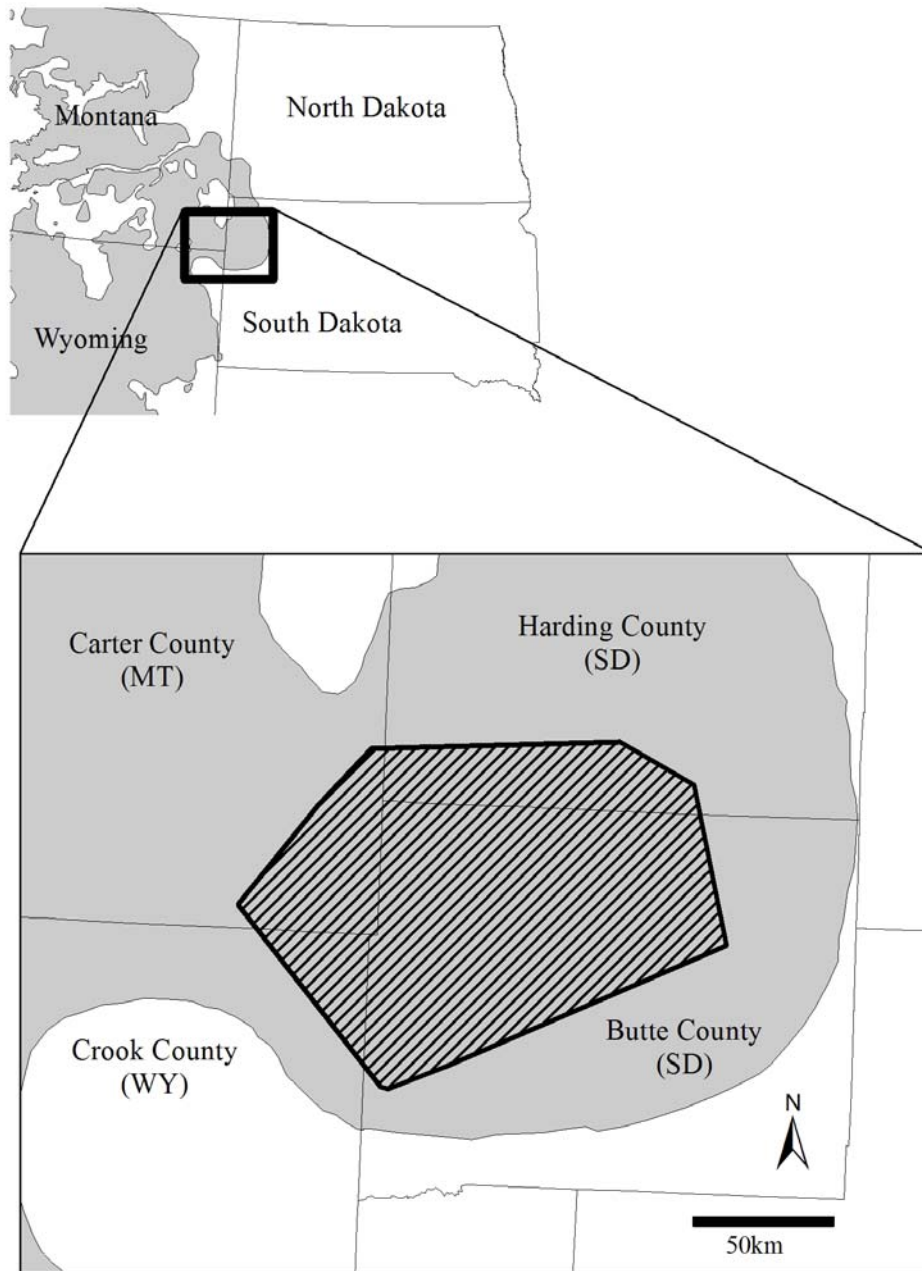 Montana
North Dakota
Wyoming
South Dakota
Carter County
(MT)
Harding County
(SD)
Crook County
(WY)
Butte County
(SD)
N
50km